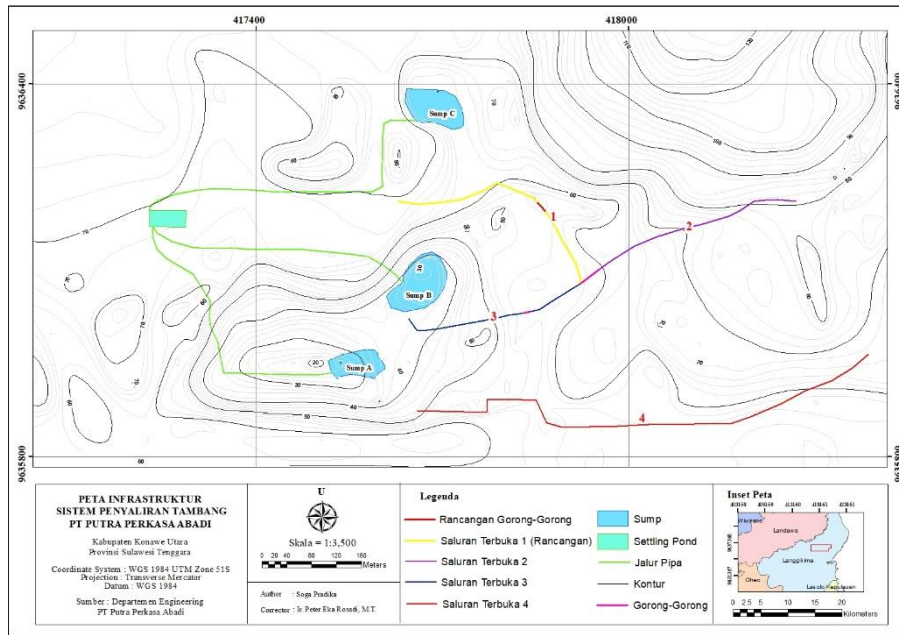 417400
418000
9636400
9636400
Sump C
1
2
Sump B
3
Sump A
4
9635800
9635800
PETA INFRASTRUKTUR
SISTEM PENYALIRAN TAMBANG
PT PUTRA PERKASA ABADI
Kabupaten Konawe Utara
Provinsi Sulawesi Tenggara
Coordinate System : WGS 1984 UTM Zone 51S
Projection : Transverse Mercator
Datum : WGS 1984
Sumber : Departemen Engineering
PT Putra Perkasa Abadi
U
Skala = 1:3,500
0 20 40 80 120 160
Meters
Author : Soga Pradika
Corrector : Ir. Peter Eka Rosadi, M.T.
Legenda
Rancangan Gorong-Gorong
Saluran Terbuka 1 (Rancangan)
Saluran Terbuka 2
Saluran Terbuka 3
Saluran Terbuka 4
Sump
Settling Pond
Jalur Pipa
Kontur
Gorong-Gorong
Inset Peta
Landawe
Langgikima
Oheo
Lasolo Kepulauan
0 2.5 5 10 15 20
Kilometers